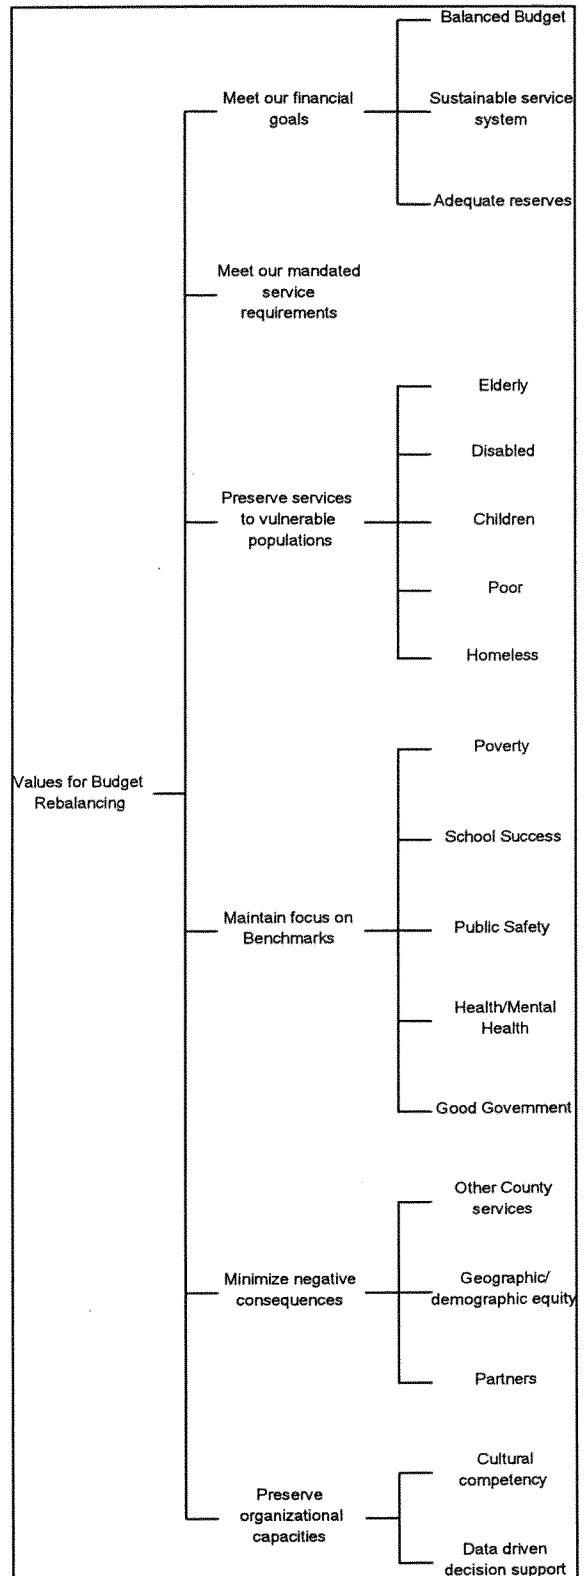 Balanced Budget
Meet our financial
goals
Sustainable service
system
Adequate reserves
Meet our mandated
service
requirements
Elderly
Disabled
Preserve services
to vulnerable
populations
Children
Poor
Homeless
Values for Budget
Rebalancing
Poverty
School Success
Maintain focus on
Benchmarks
Public Safety
Health/Mental
Health
Good Government
Other County
services
Minimize negative
consequences
Geographic/
demographic equity
Partners
Preserve
organizational
capacities
Cultural
competency
Data driven
decision support